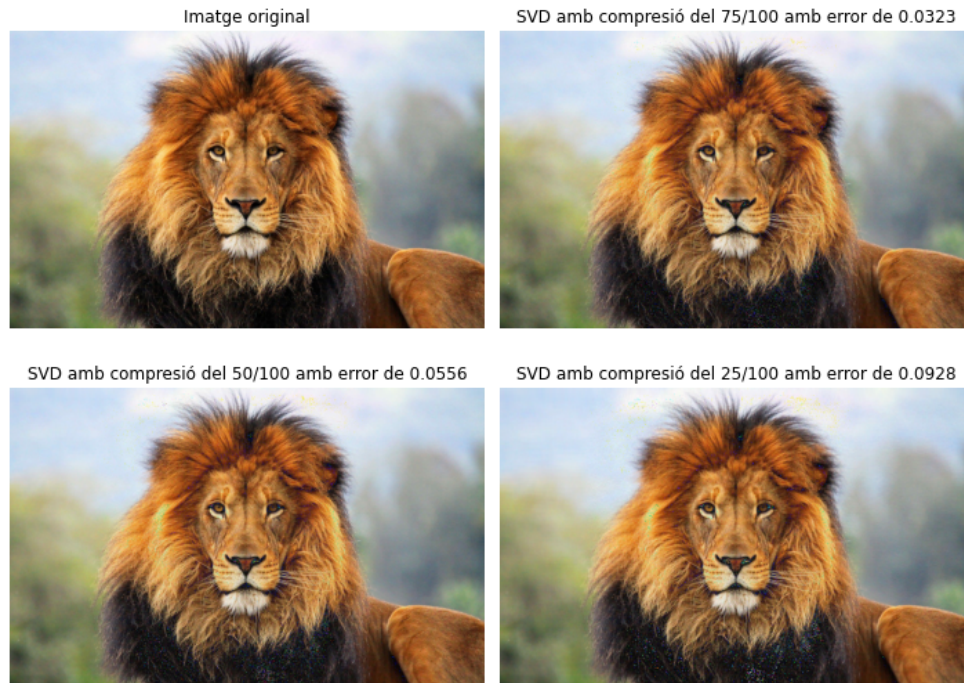 Imatge original
SVD amb compresió del 75/100 amb error de 0.0323
SVD amb compresió del 50/100 amb error de 0.0556
SVD amb compresió del 25/100 amb error de 0.0928